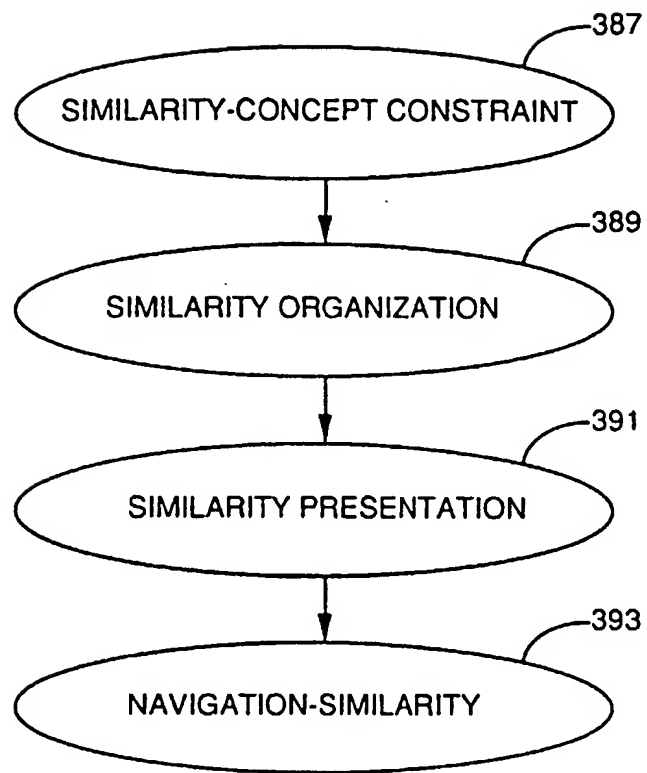 387
SIMILARITY-CONCEPT CONSTRAINT
389
SIMILARITY ORGANIZATION
391
SIMILARITY PRESENTATION
393
NAVIGATION-SIMILARITY